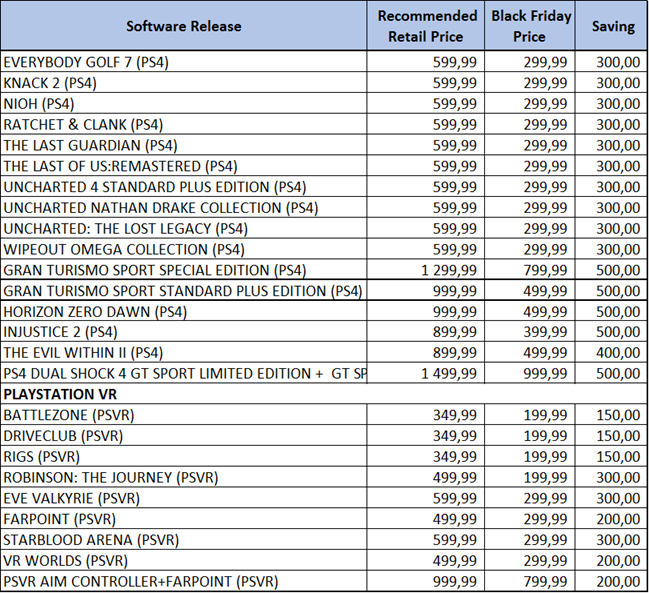 Software Release Recommended Retail Price Black Friday Price Saving
EVERYBODY GOLF 7 (PS4) 599,99 299,99 300,00
KNACK 2 (PS4) 599,99 299,99 300,00
NIOH (PS4) 599,99 299,99 300,00
RATCHET & CLANK (PS4) 599,99 299,99 300,00
THE LAST GUARDIAN (PS4) 599,99 299,99 300,00
THE LAST OF US:REMASTERED (PS4) 599,99 299,99 300,00
UNCHARTED 4 STANDARD PLUS EDITION (PS4) 599,99 299,99 300,00
UNCHARTED NATHAN DRAKE COLLECTION (PS4) 599,99 299,99 300,00
UNCHARTED: THE LOST LEGACY (PS4) 599,99 299,99 300,00
WIPEOUT OMEGA COLLECTION (PS4) 599,99 299,99 300,00
GRAN TURISMO SPORT SPECIAL EDITION (PS4) 1 299,99 799,99 500,00
GRAN TURISMO SPORT STANDARD PLUS EDITION (PS4) 999,99 499,99 500,00
HORIZON ZERO DAWN (PS4) 999,99 499,99 500,00
INJUSTICE 2 (PS4) 899,99 399,99 500,00
THE EVIL WITHIN II (PS4) 899,99 499,99 400,00
PS4 DUAL SHOCK 4 GT SPORT LIMITED EDITION + GT SP 1 499,99 999,99 500,00
PLAYSTATION VR
BATTLEZONE (PSVR) 349,99 199,99 150,00
DRIVECLUB (PSVR) 349,99 199,99 150,00
RIGS (PSVR) 349,99 199,99 150,00
ROBINSON: THE JOURNEY (PSVR) 499,99 199,99 300,00
EVE VALKYRIE (PSVR) 599,99 299,99 300,00
FARPOINT (PSVR) 499,99 299,99 200,00
STARBLOOD ARENA (PSVR) 599,99 299,99 300,00
VR WORLDS (PSVR) 499,99 299,99 200,00
PSVR AIM CONTROLLER+FARPOINT (PSVR) 999,99 799,99 200,00